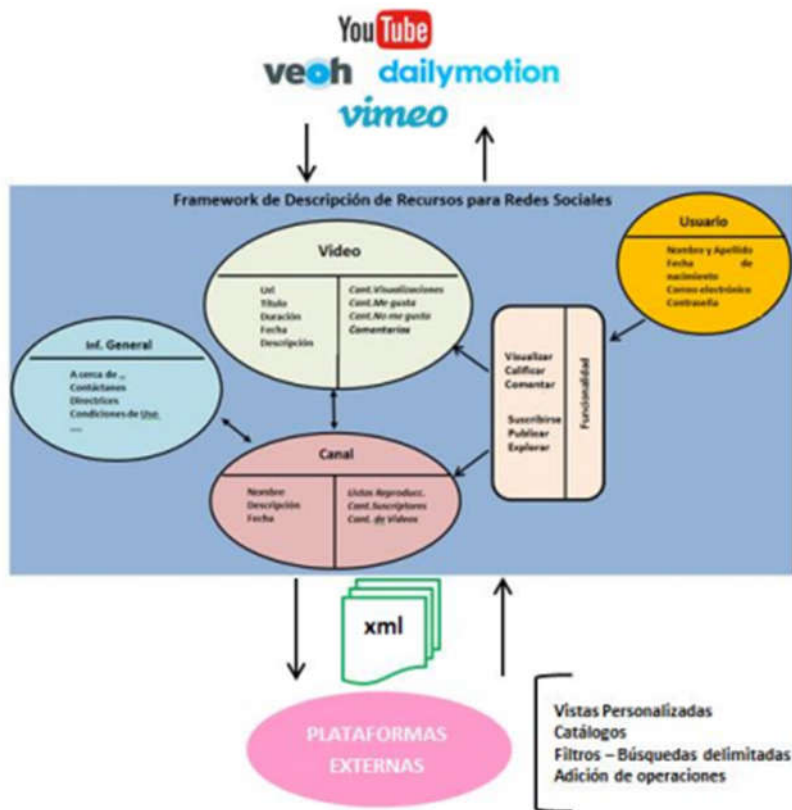 YouTube
veoh dailymotion
vimeo
Framework de Descripción de Recursos para Redes Sociales
Usuario
Nombre y Apellido
Fecha de
nacimiento
Correo electrónico
Contraseña
Video
Url
Título
Duración
Fecha
Descripción
Cant.Visualizaciones
Cant.Me gusta
Cant.No me gusta
Comentarios
Inf. General
A cerca de ...
Contáctanos
Directrices
Condiciones de Uso
....
Visualizar
Calificar
Comentar
Suscribirse
Publicar
Explorar
Funcionalidad
Canal
Nombre
Descripción
Fecha
Listas Reproducc.
Cant.Suscriptores
Cant. de Videos
xml
PLATAFORMAS
EXTERNAS
Vistas Personalizadas
Catálogos
Filtros – Búsquedas delimitadas
Adición de operaciones